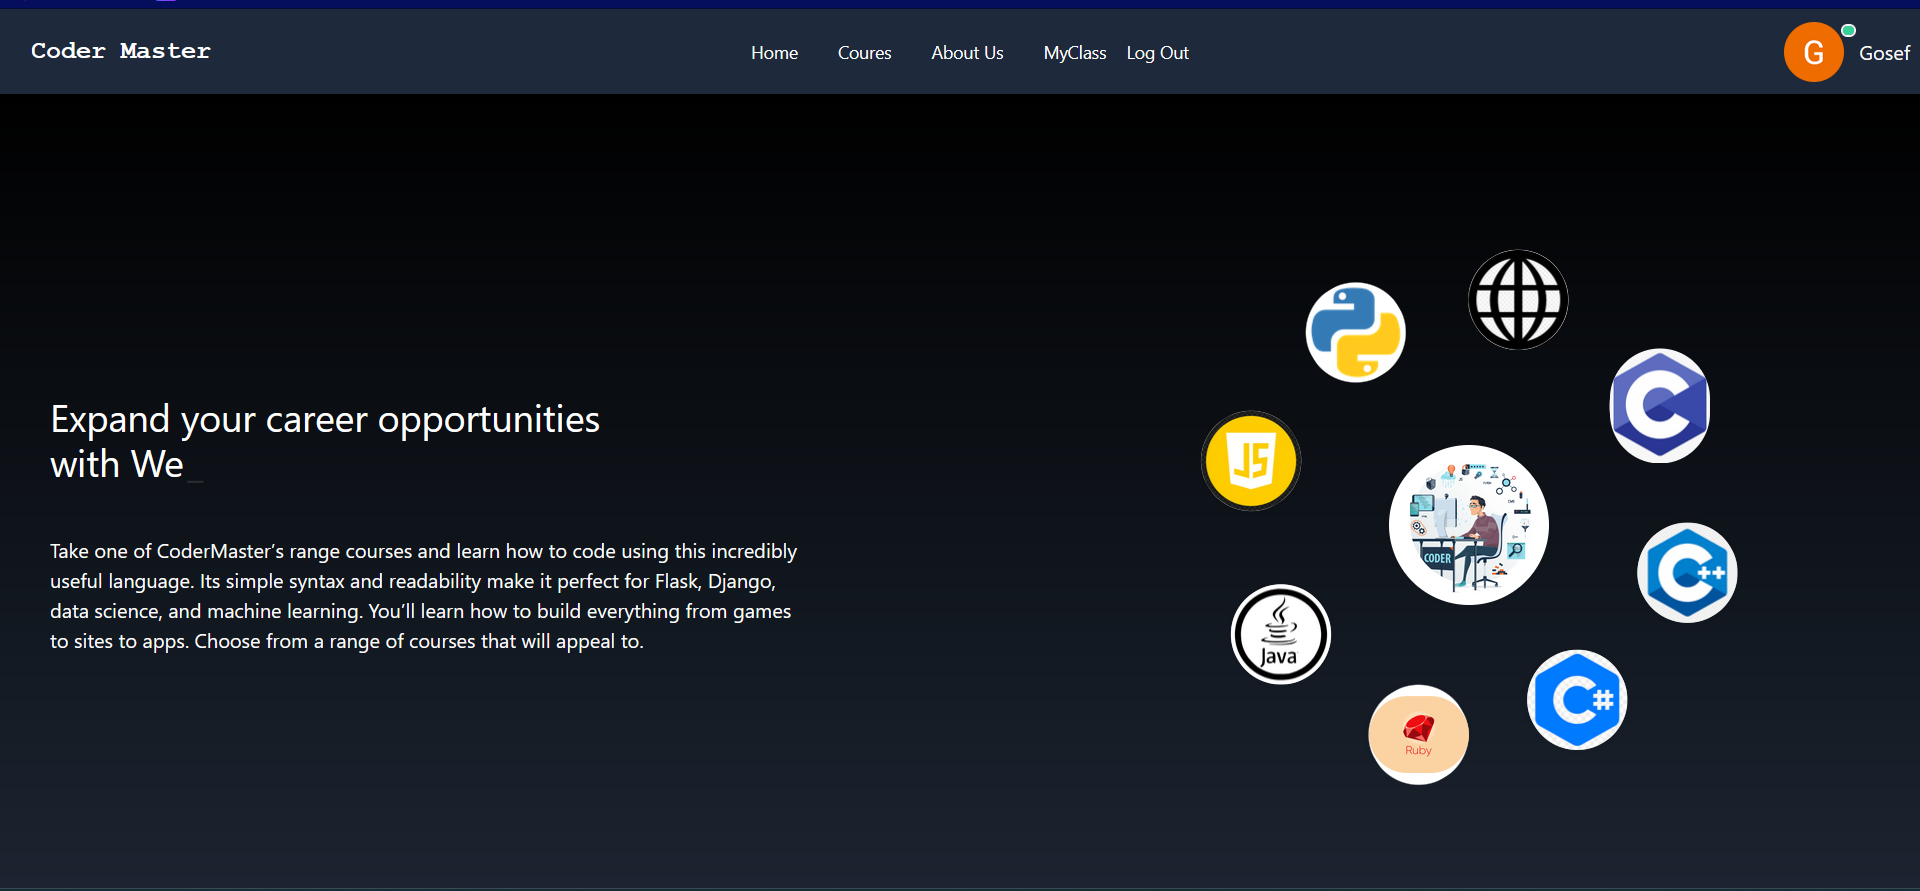 Coder Master
Home Coures About Us MyClass Log Out
G Gosef
Expand your career opportunities
with We_
Take one of CoderMaster’s range courses and learn how to code using this incredibly
useful language. Its simple syntax and readability make it perfect for Flask, Django,
data science, and machine learning. You’ll learn how to build everything from games
to sites to apps. Choose from a range of courses that will appeal to.
C
JS
CODER
C++
Java
C#
Ruby